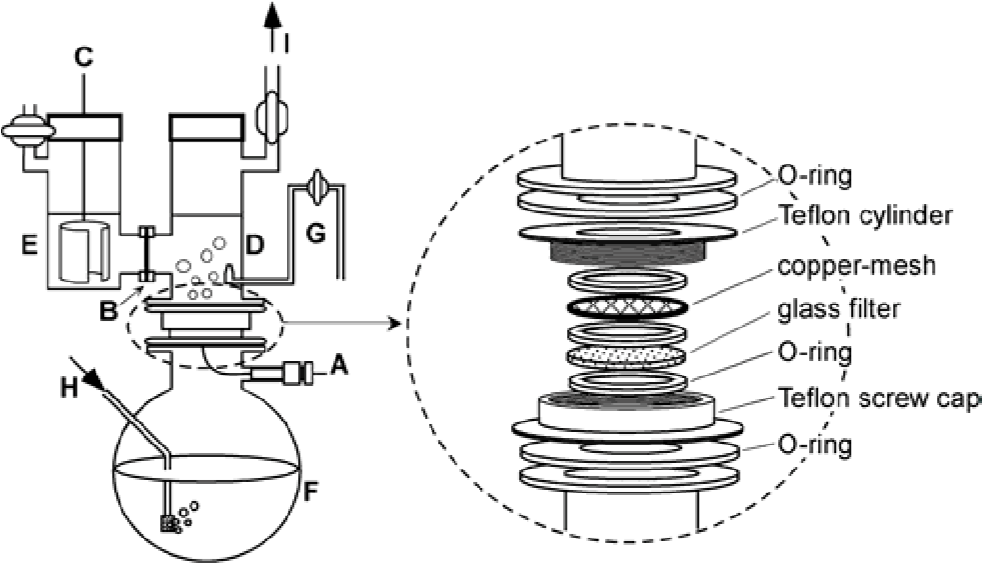 C
I
E
D
G
B
A
H
F
O-ring
Teflon cylinder
copper-mesh
glass filter
O-ring
Teflon screw cap
O-ring